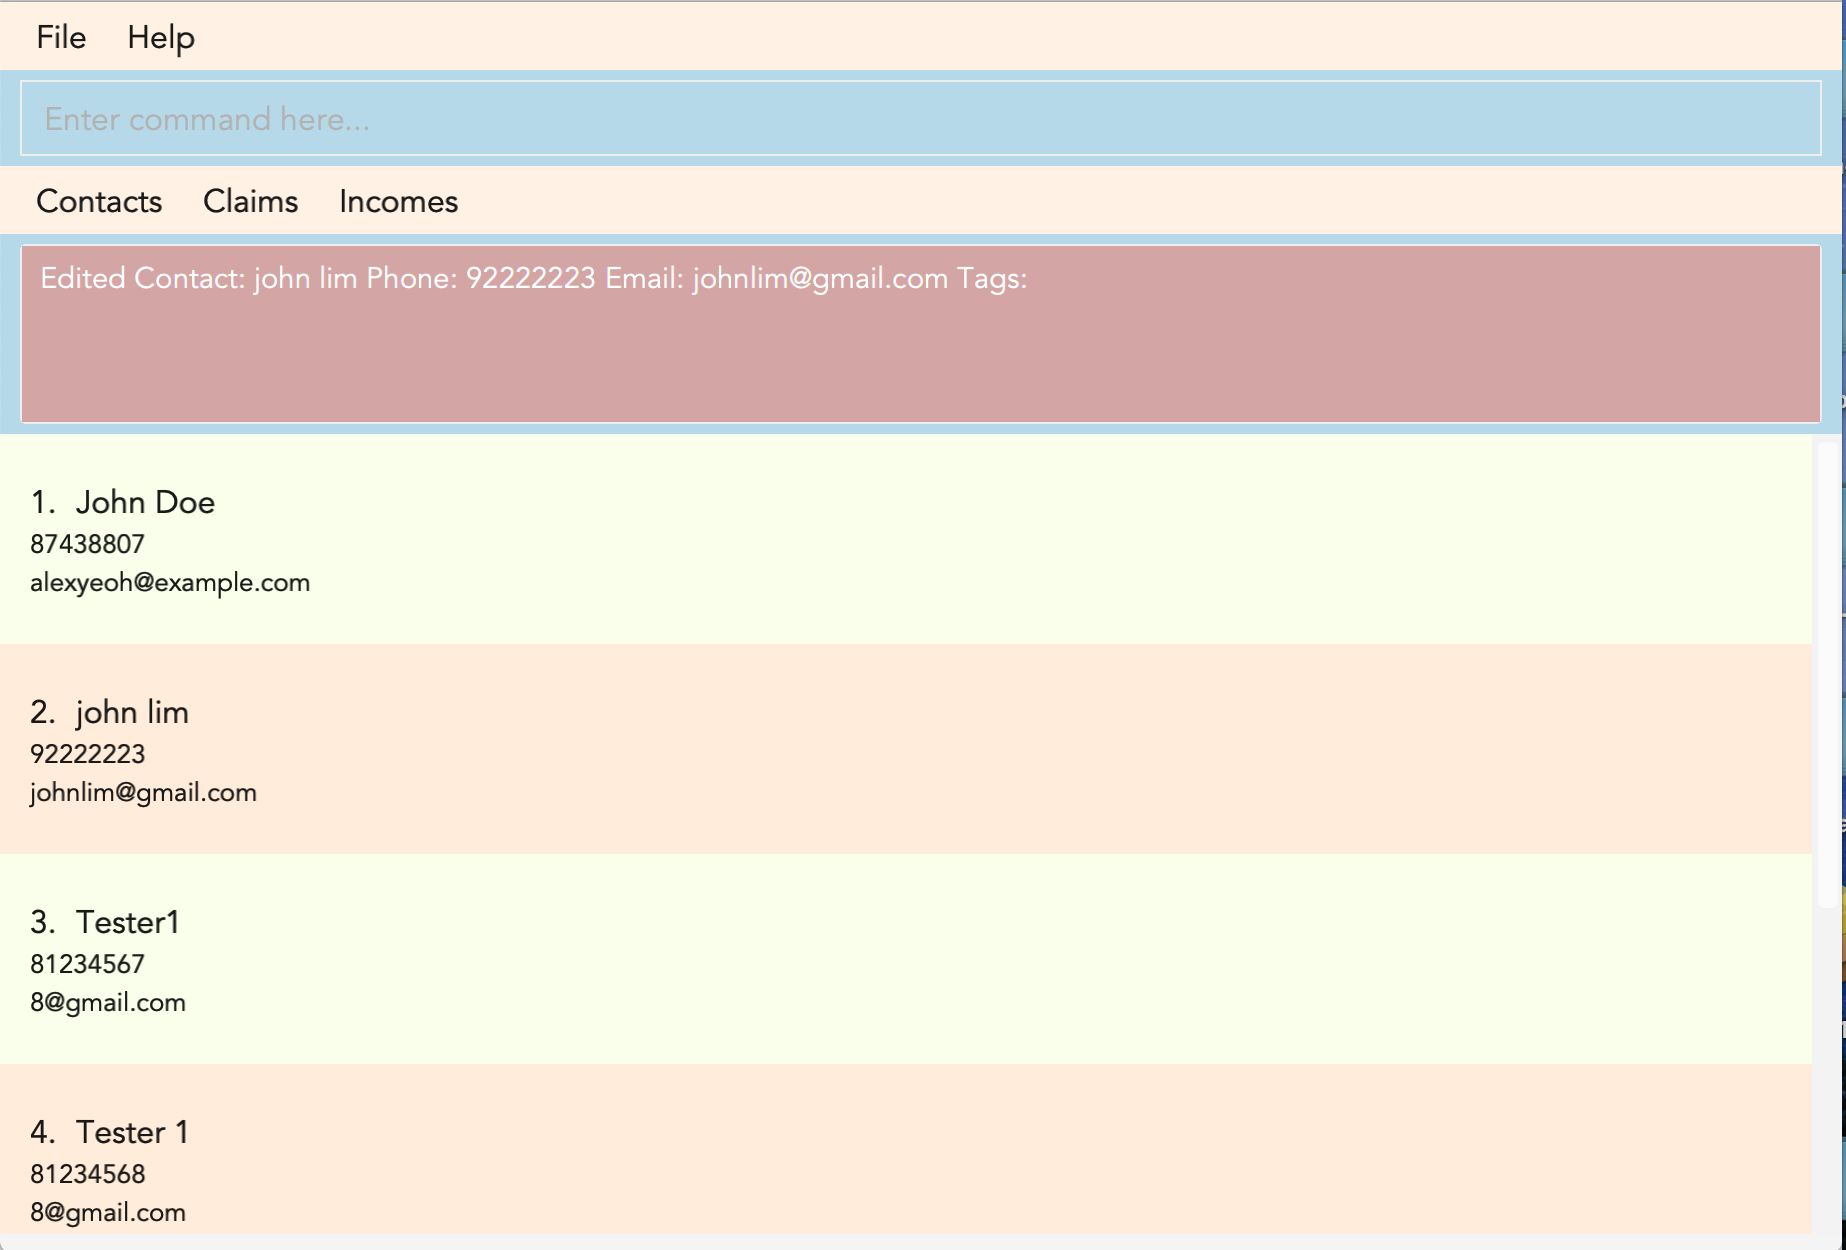 File Help
Enter command here...
Contacts Claims Incomes
Edited Contact: john lim Phone: 92222223 Email: johnlim@gmail.com Tags:
1. John Doe
87438807
alexyeoh@example.com
2. john lim
92222223
johnlim@gmail.com
3. Tester1
81234567
8@gmail.com
4. Tester 1
81234568
8@gmail.com